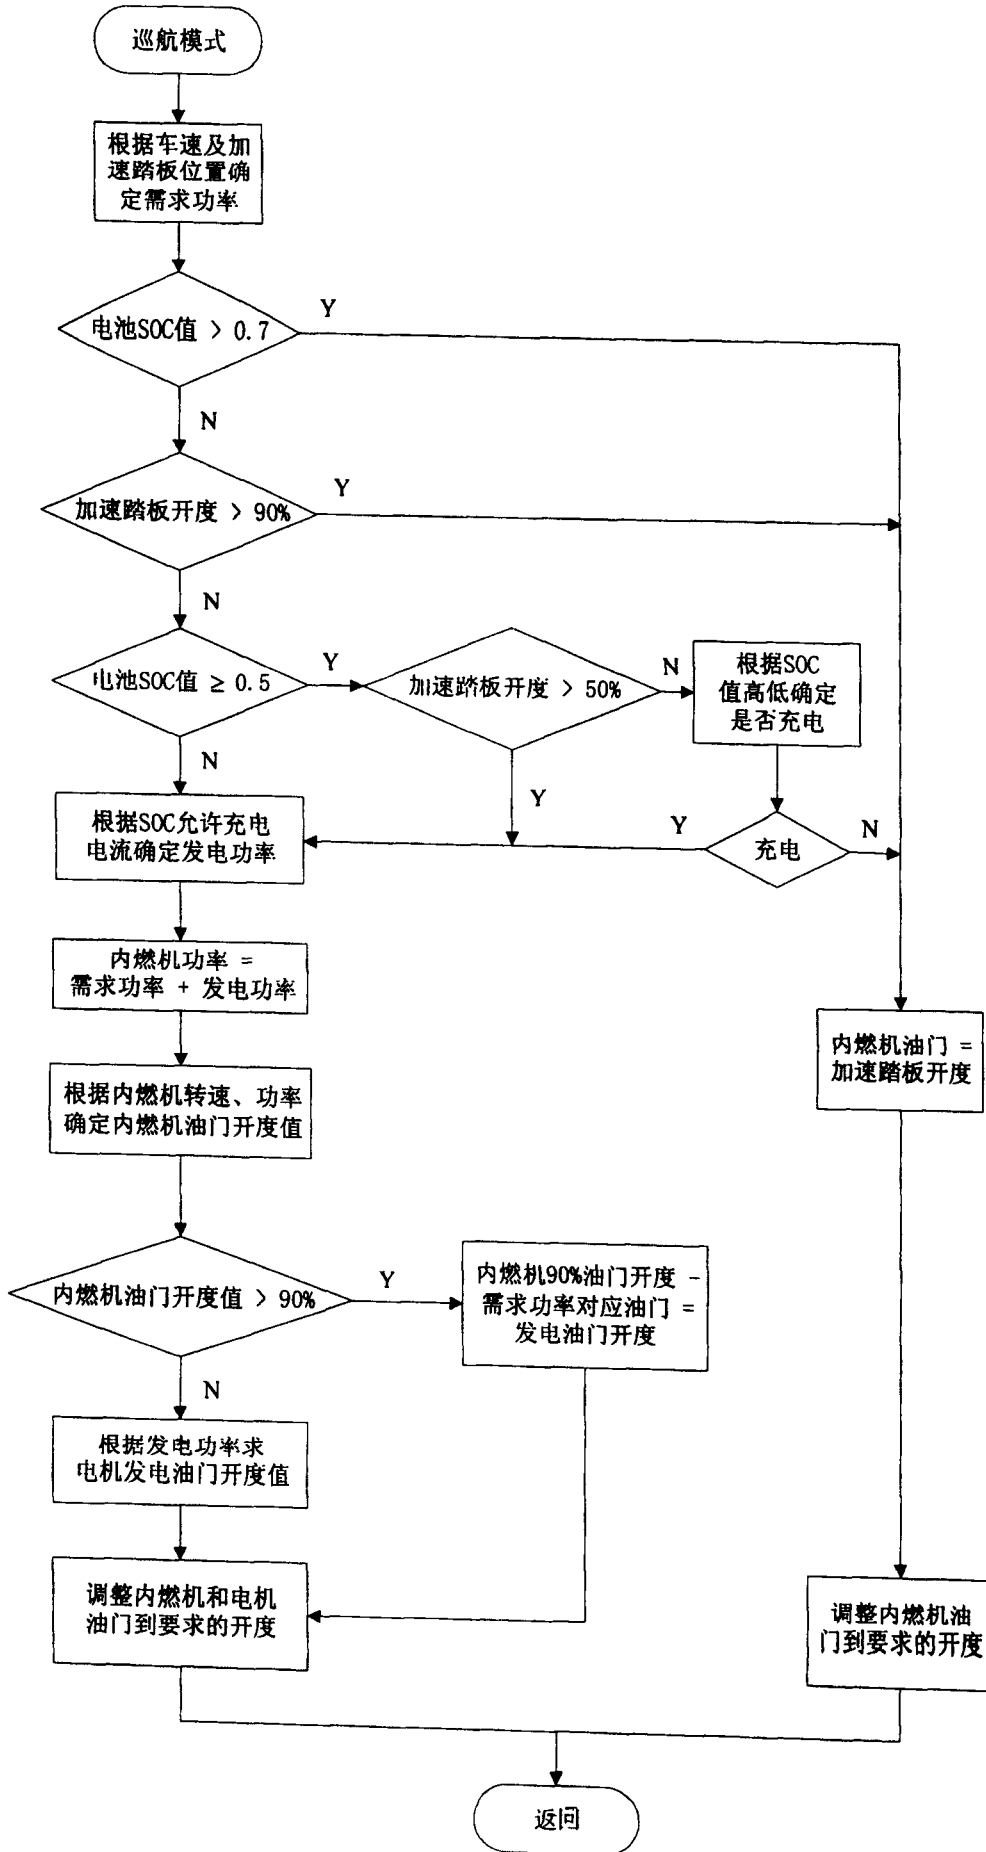 巡航模式
根据车速及加
速踏板位置确
定需求功率
电池SOC值 > 0.7
Y
N
加速踏板开度 > 90%
Y
N
电池SOC值 ≥ 0.5
Y
加速踏板开度 > 50%
N
根据SOC
值高低确定
是否充电
N
Y
根据SOC允许充电
电流确定发电功率
Y
充电
N
内燃机功率 =
需求功率 + 发电功率
内燃机油门 =
加速踏板开度
根据内燃机转速、功率
确定内燃机油门开度值
内燃机油门开度值 > 90%
Y
内燃机90%油门开度 -
需求功率对应油门 =
发电油门开度
N
根据发电功率求
电机发电油门开度值
调整内燃机和电机
油门到要求的开度
调整内燃机油
门到要求的开度
返回